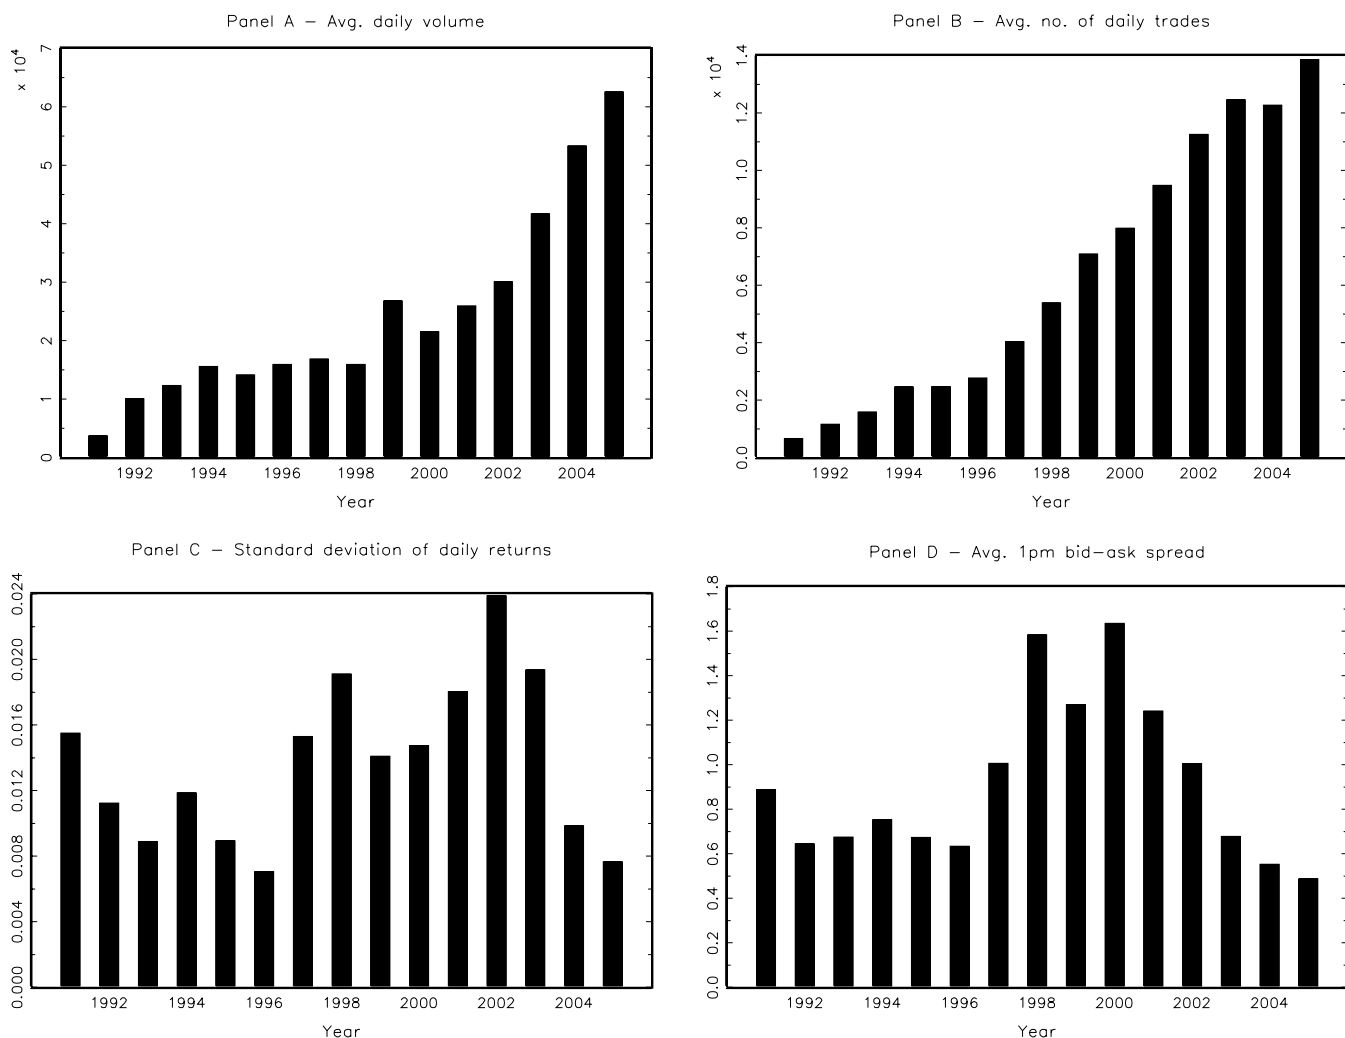 Panel A – Avg. daily volume
x 10⁴
7
6
5
4
3
2
1
0
1992 1994 1996 1998 2000 2002 2004
Year
Panel B – Avg. no. of daily trades
x 10⁴
1.4
1.2
1.0
0.8
0.6
0.4
0.2
0.0
1992 1994 1996 1998 2000 2002 2004
Year
Panel C – Standard deviation of daily returns
0.024
0.020
0.016
0.012
0.008
0.004
0.000
1992 1994 1996 1998 2000 2002 2004
Year
Panel D – Avg. 1pm bid–ask spread
1.8
1.6
1.4
1.2
1.0
0.8
0.6
0.4
0.2
0.0
1992 1994 1996 1998 2000 2002 2004
Year